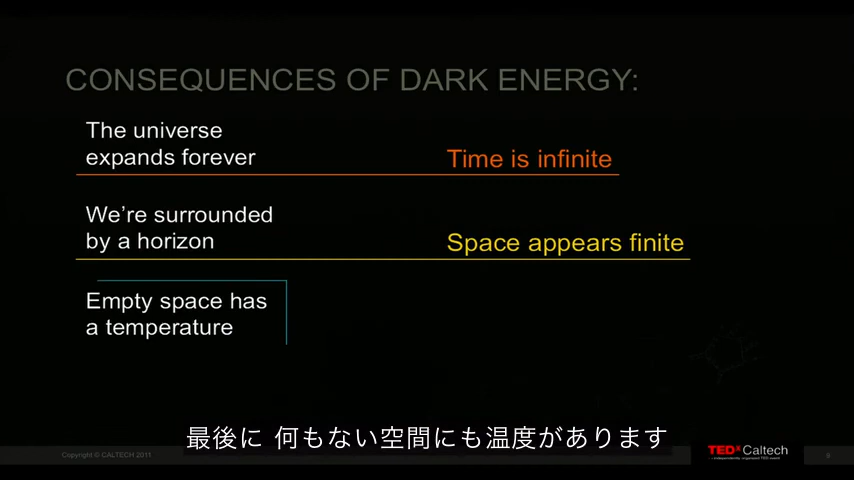 CONSEQUENCES OF DARK ENERGY:
The universe
expands forever
Time is infinite
We're surrounded
by a horizon
Space appears finite
Empty space has
a temperature
最後に 何もない空間にも温度があります
Copyright © CALTECH 2011
TEDx Caltech